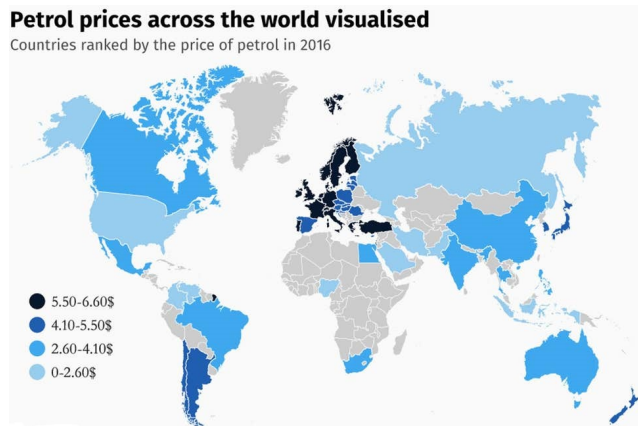 Petrol prices across the world visualised
Countries ranked by the price of petrol in 2016
5.50-6.60$
4.10-5.50$
2.60-4.10$
0-2.60$